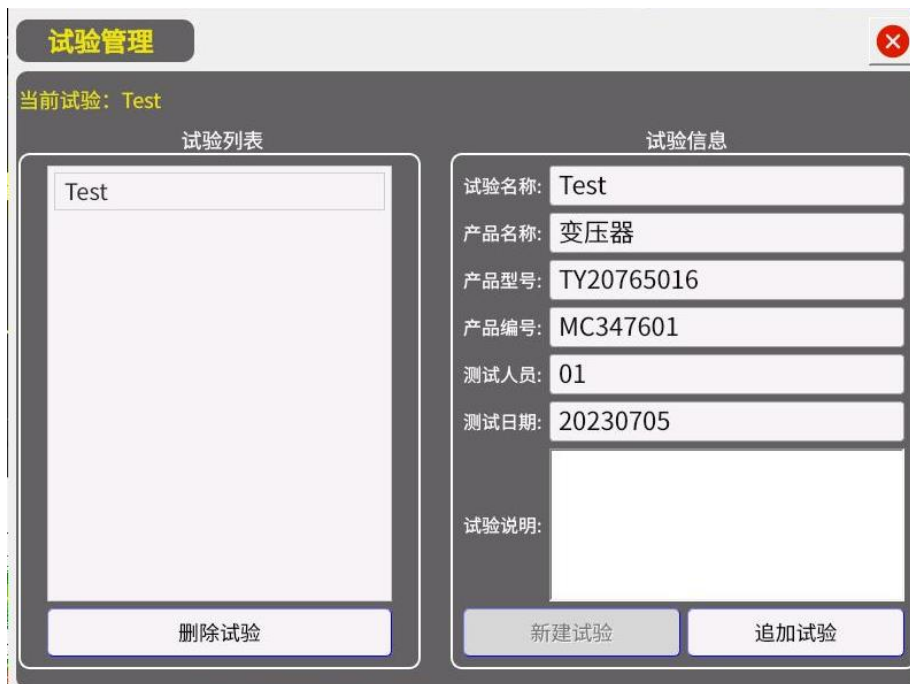 试验管理
当前试验：Test
试验列表
Test
删除试验
试验信息
试验名称: Test
产品名称: 变压器
产品型号: TY20765016
产品编号: MC347601
测试人员: 01
测试日期: 20230705
试验说明:
新建试验 追加试验